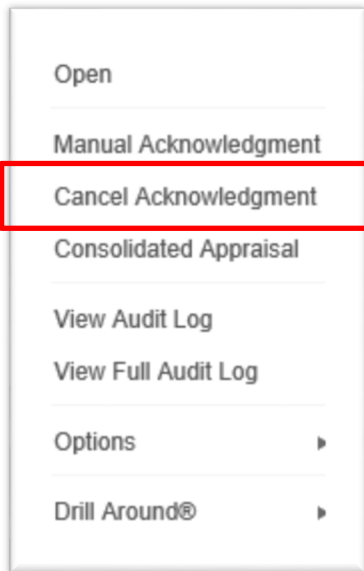 Open
Manual Acknowledgment
Cancel Acknowledgment
Consolidated Appraisal
View Audit Log
View Full Audit Log
Options
Drill Around®